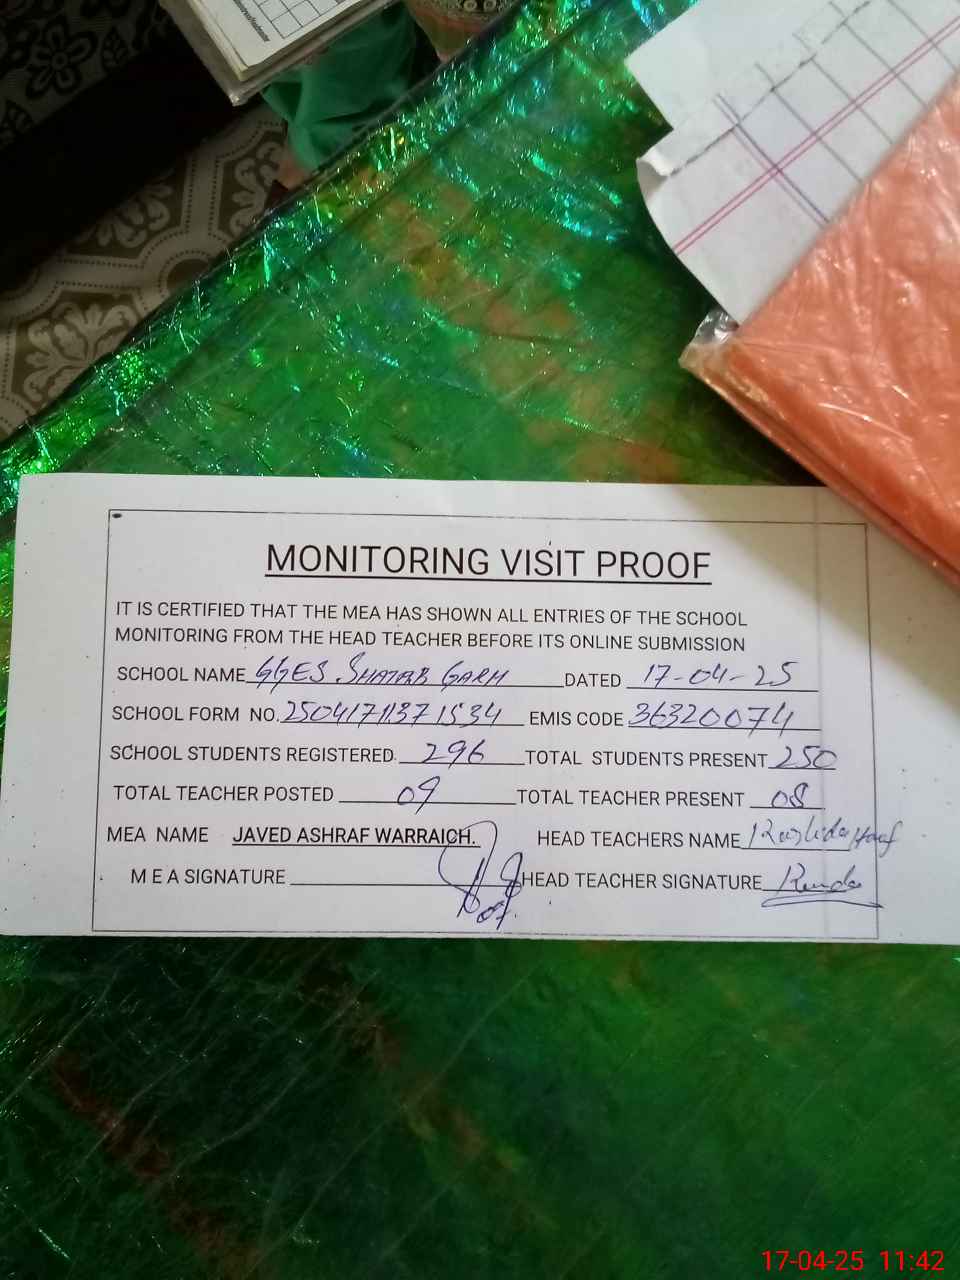 MONITORING VISIT PROOF
IT IS CERTIFIED THAT THE MEA HAS SHOWN ALL ENTRIES OF THE SCHOOL
MONITORING FROM THE HEAD TEACHER BEFORE ITS ONLINE SUBMISSION
SCHOOL NAME GGES GARH DATED 17-04-25
SCHOOL FORM NO. EMIS CODE 36320074
SCHOOL STUDENTS REGISTERED. 296 TOTAL STUDENTS PRESENT 250
TOTAL TEACHER POSTED 09 TOTAL TEACHER PRESENT 08
MEA NAME JAVED ASHRAF WARRAICH. HEAD TEACHERS NAME Rashida
M E A SIGNATURE HEAD TEACHER SIGNATURE
17-04-25 11:42